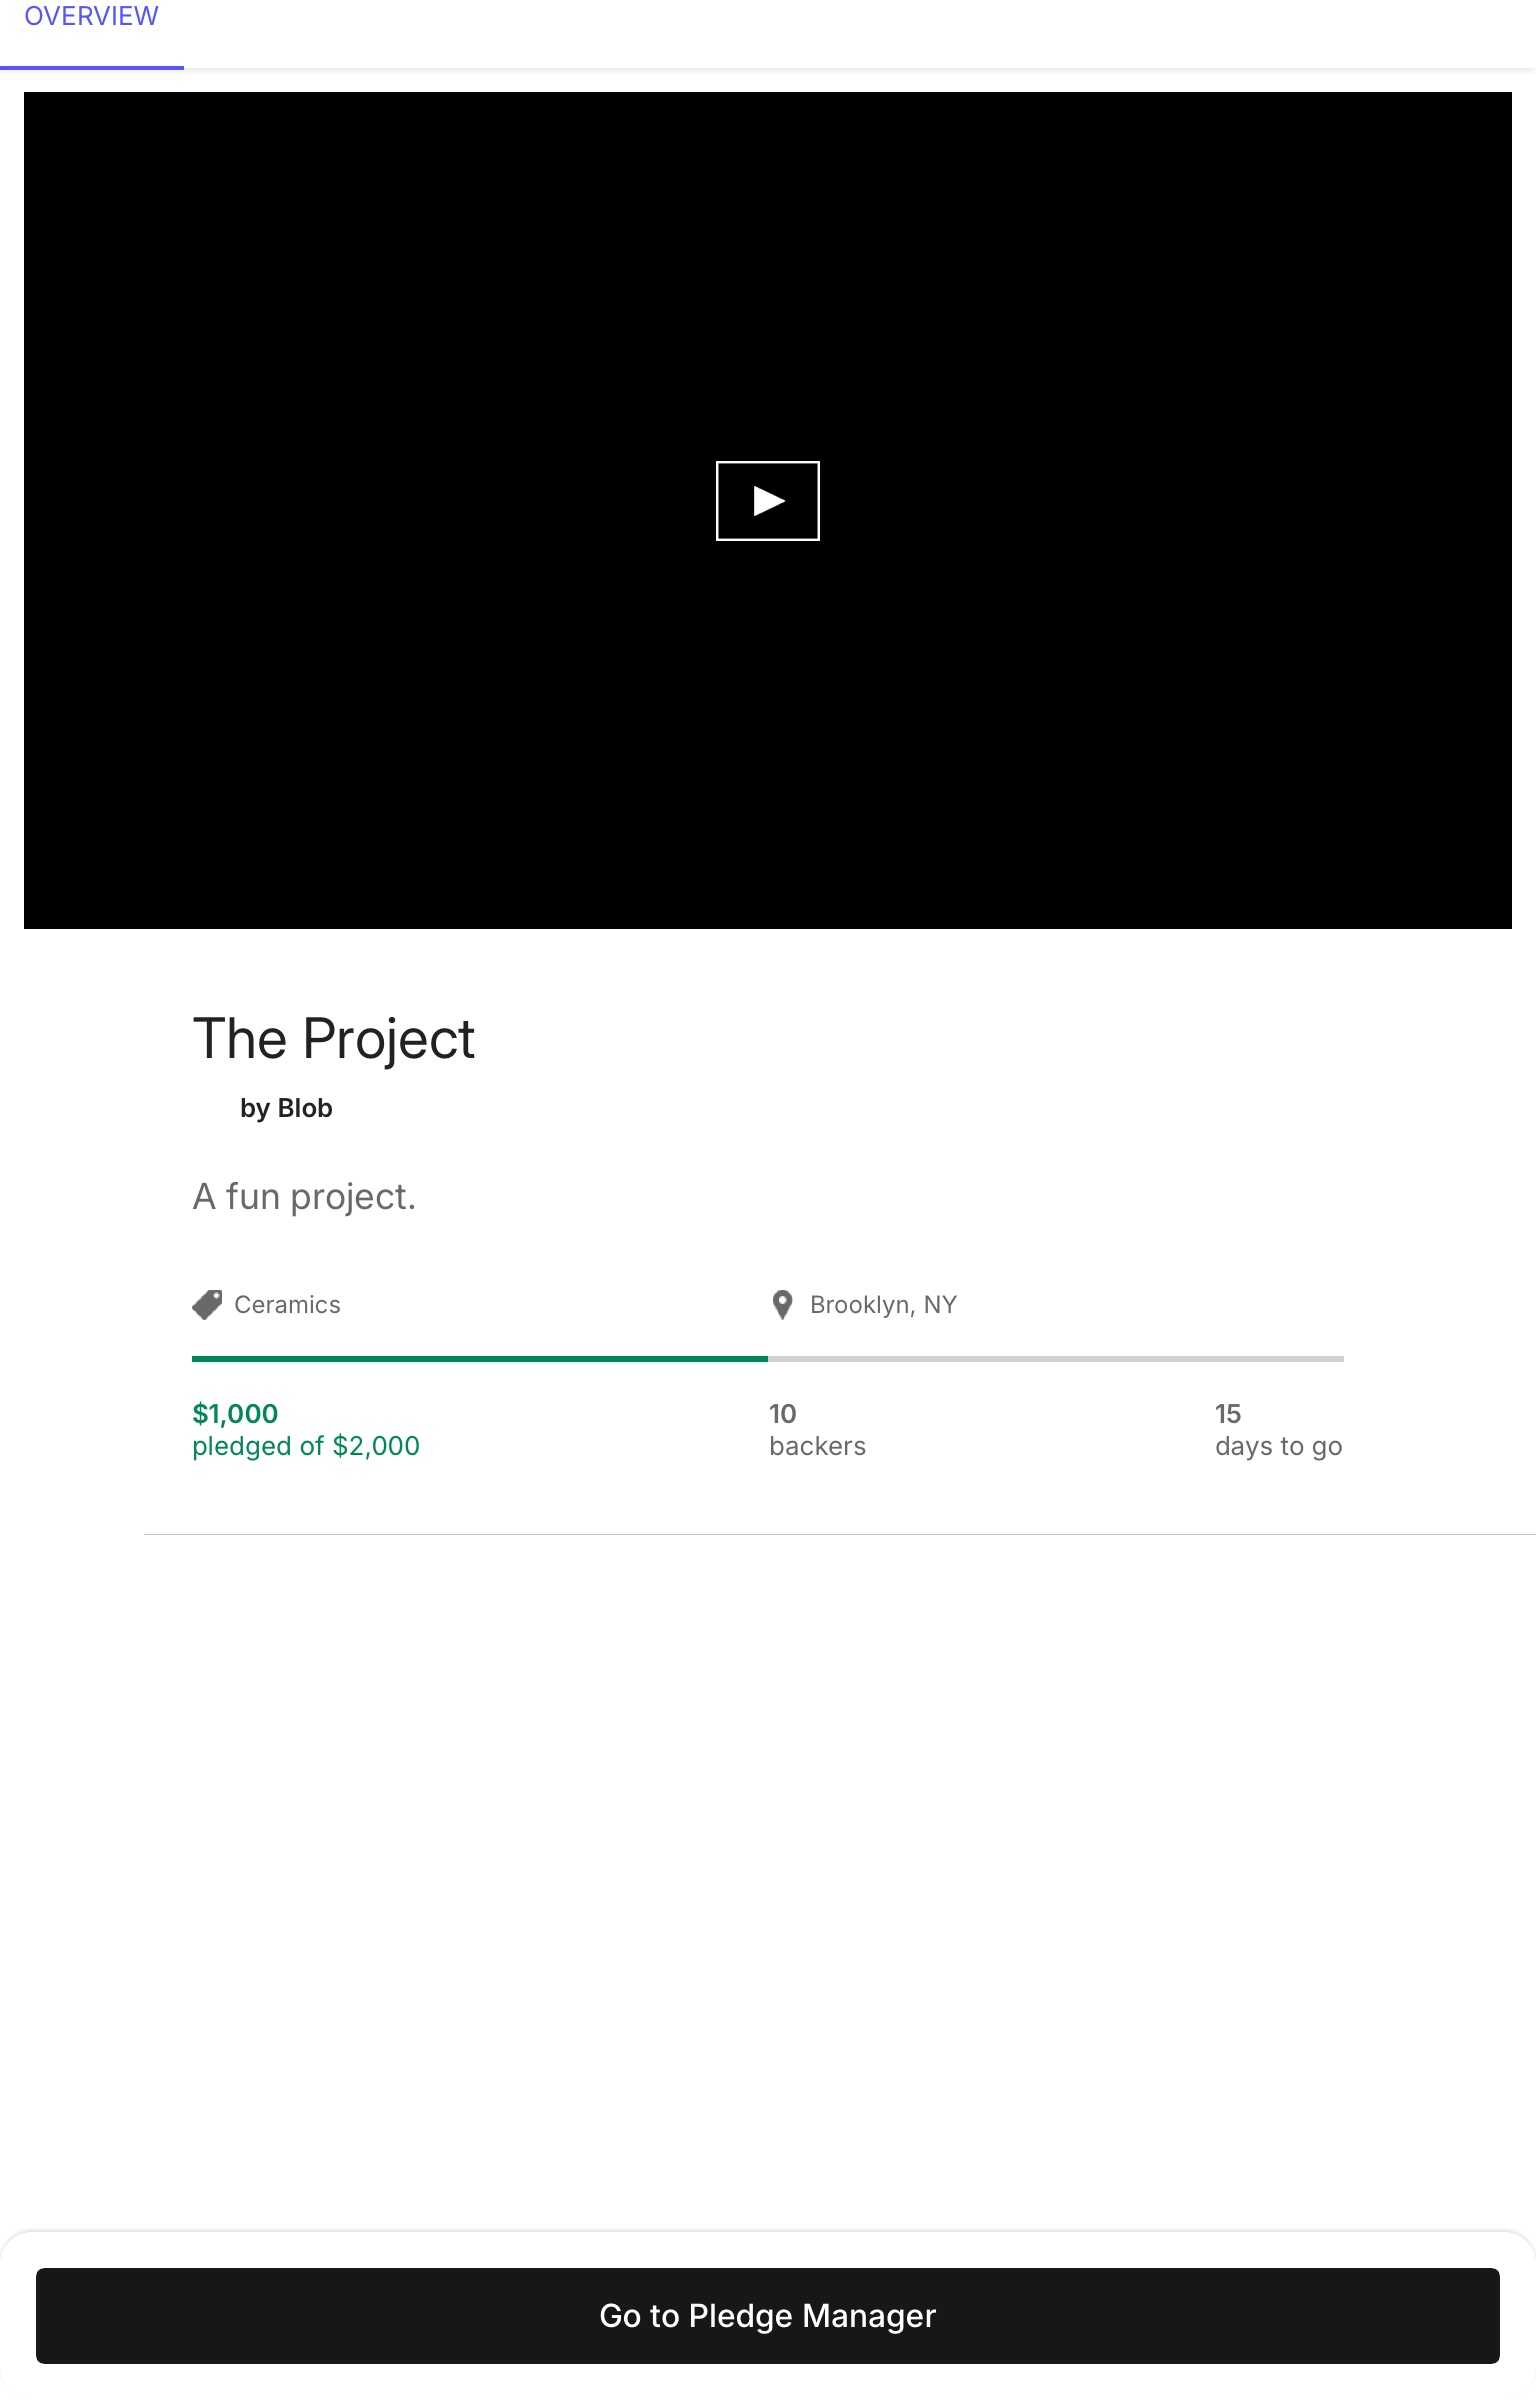 OVERVIEW
The Project
by Blob
A fun project.
Ceramics
Brooklyn, NY
$1,000
pledged of $2,000
10
backers
15
days to go
Go to Pledge Manager